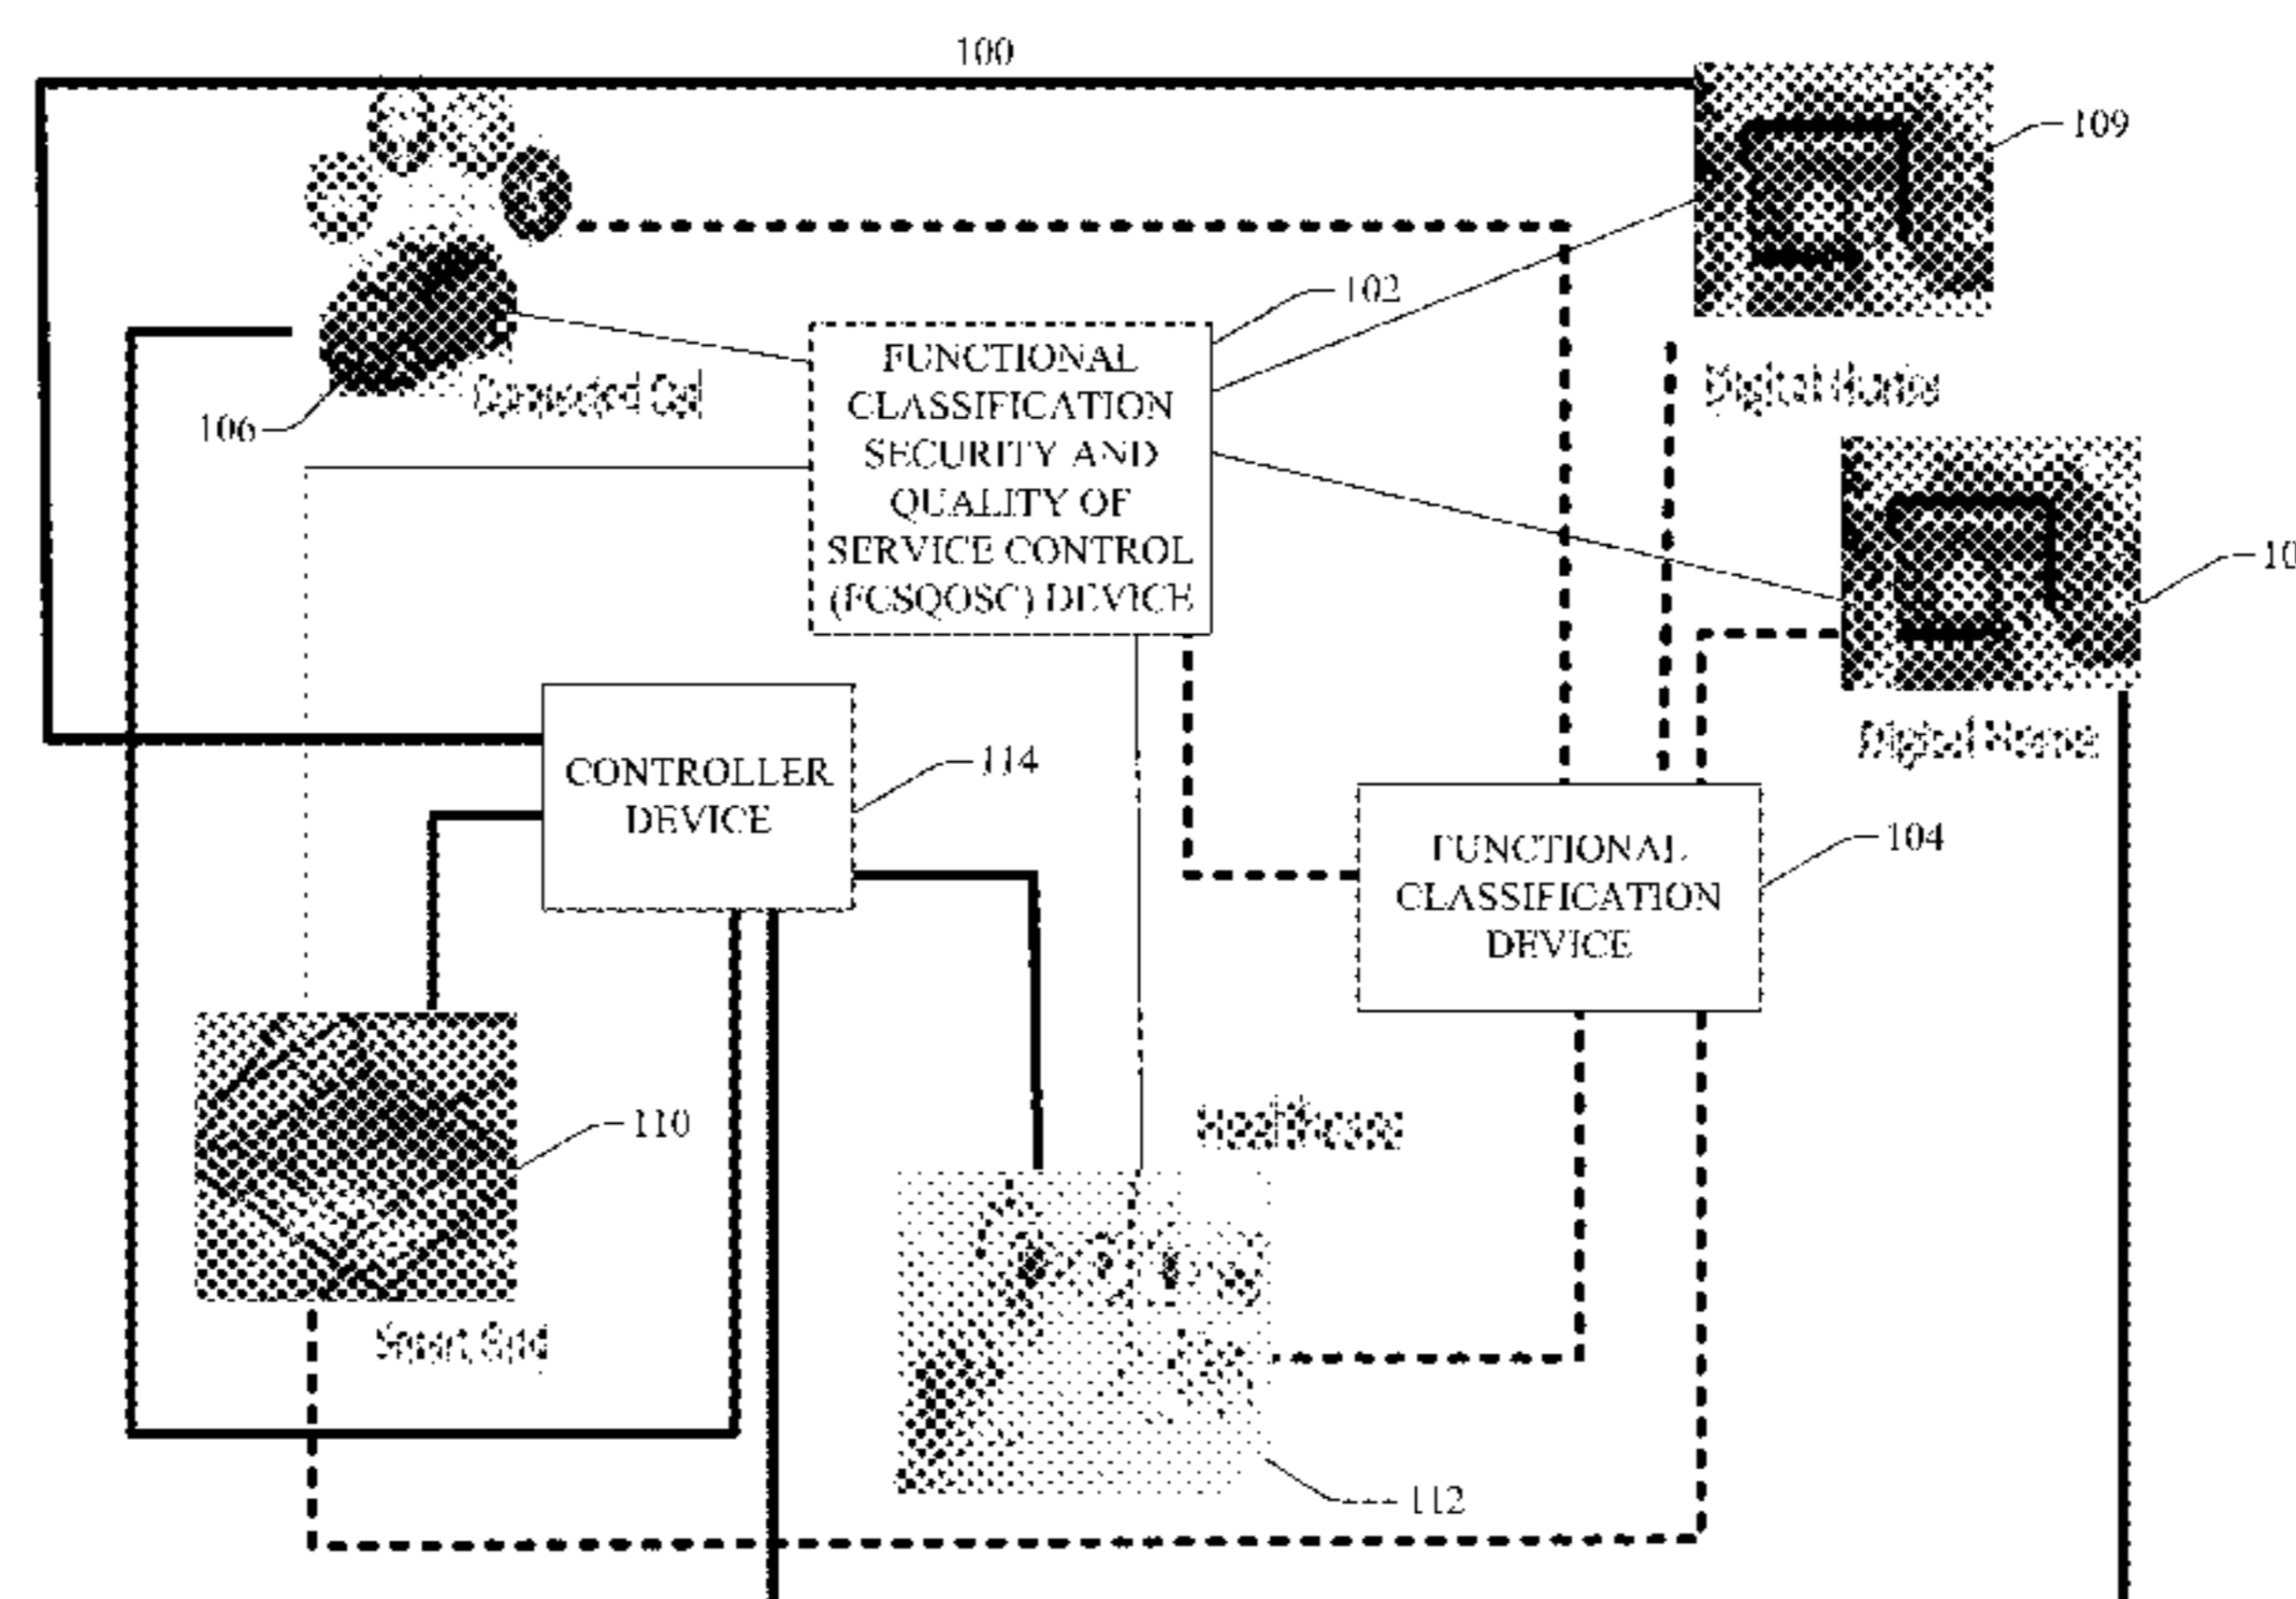 100
109
102
FUNCTIONAL
CLASSIFICATION
SECURITY AND
QUALITY OF
SERVICE CONTROL
(FCSQOSC) DEVICE
Connected Car
106
Digital Home
10
Digital Home
CONTROLLER
DEVICE
114
FUNCTIONAL
CLASSIFICATION
DEVICE
104
110
Healthcare
Smart Grid
112